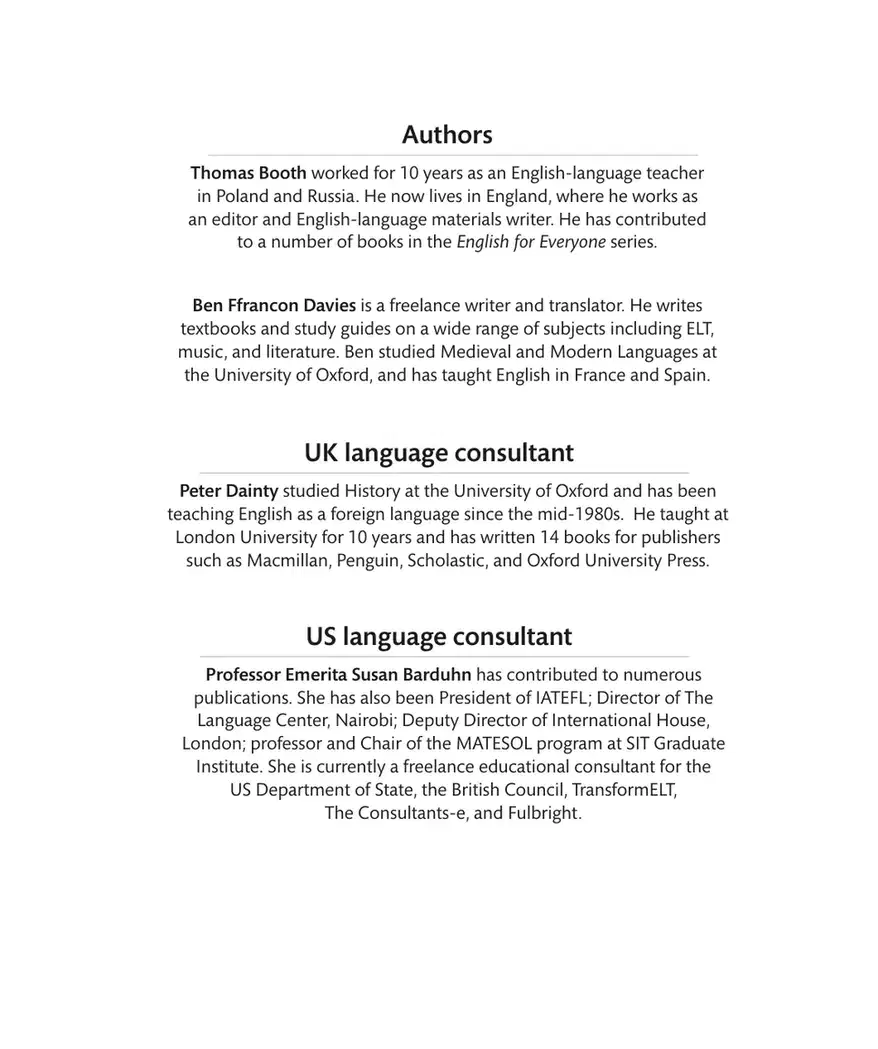 Authors
Thomas Booth worked for 10 years as an English-language teacher
in Poland and Russia. He now lives in England, where he works as
an editor and English-language materials writer. He has contributed
to a number of books in the English for Everyone series.
Ben Ffrancon Davies is a freelance writer and translator. He writes
textbooks and study guides on a wide range of subjects including ELT,
music, and literature. Ben studied Medieval and Modern Languages at
the University of Oxford, and has taught English in France and Spain.
UK language consultant
Peter Dainty studied History at the University of Oxford and has been
teaching English as a foreign language since the mid-1980s.  He taught at
London University for 10 years and has written 14 books for publishers
such as Macmillan, Penguin, Scholastic, and Oxford University Press.
US language consultant
Professor Emerita Susan Barduhn has contributed to numerous
publications. She has also been President of IATEFL; Director of The
Language Center, Nairobi; Deputy Director of International House,
London; professor and Chair of the MATESOL program at SIT Graduate
Institute. She is currently a freelance educational consultant for the
US Department of State, the British Council, TransformELT,
The Consultants-e, and Fulbright.